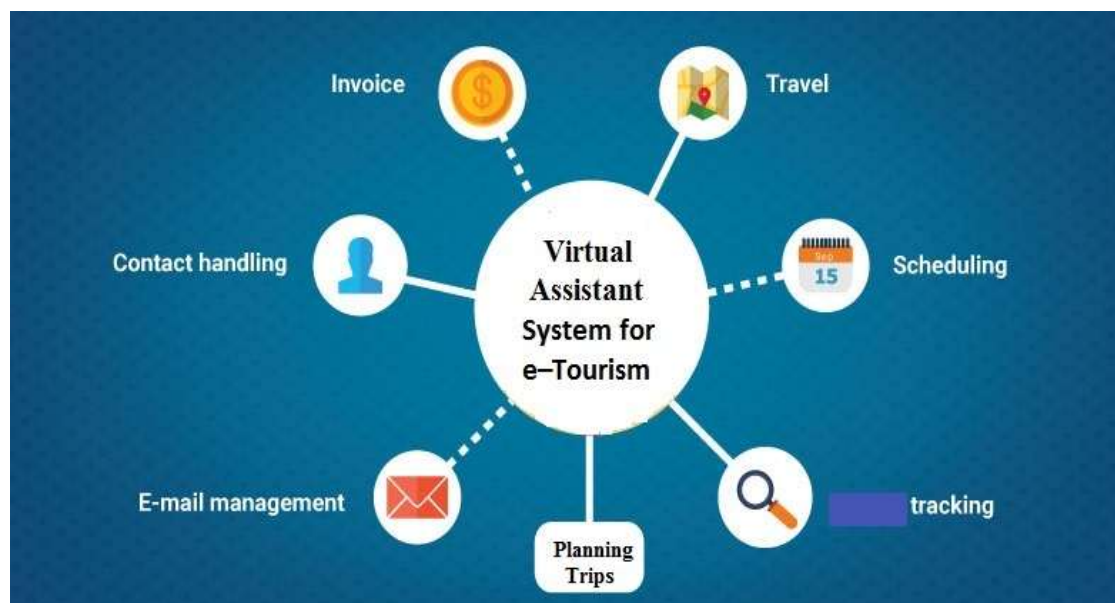 Invoice
Travel
Contact handling
Virtual
Assistant
System for
e–Tourism
Sep
15
Scheduling
E-mail management
tracking
Planning
Trips